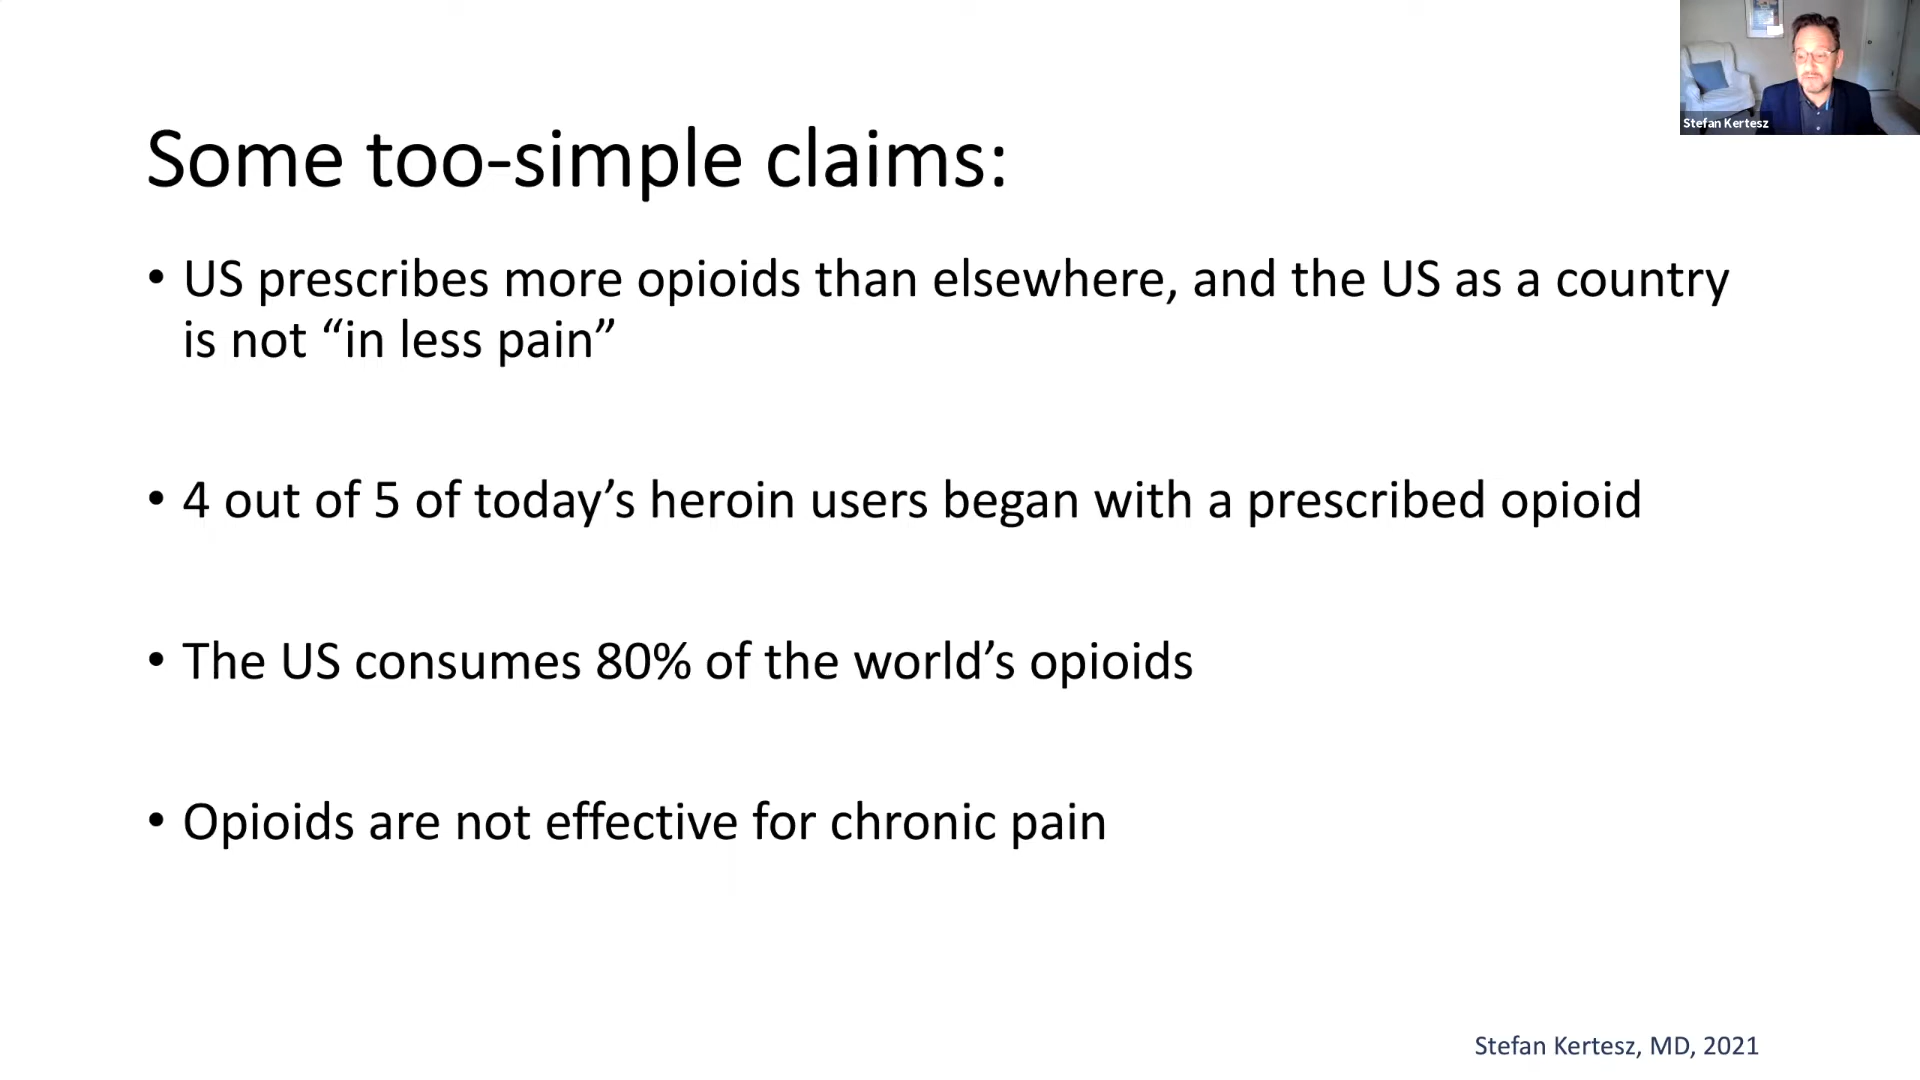 Stefan Kertesz
Some too-simple claims:
• US prescribes more opioids than elsewhere, and the US as a country
is not “in less pain”
• 4 out of 5 of today’s heroin users began with a prescribed opioid
• The US consumes 80% of the world’s opioids
• Opioids are not effective for chronic pain
Stefan Kertesz, MD, 2021